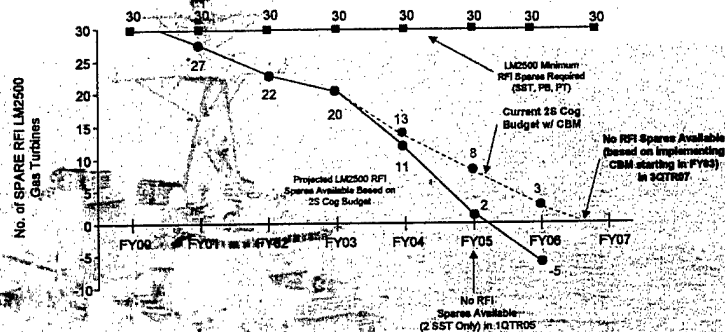 30 30 30 30 30 30 30 30
30
LM2500 Minimum
RFI Spares Required
(SST, PB, PT)
27
25
Current 2S Cog
Budget w/ CBM
22
20
20
13
15
11
No. of SPARE RFI LM2500
Gas Turbines
Projected LM2500 RFI
Spares Available Based on
2S Cog Budget
8
No RFI Spares Available
(based on implementing
CBM starting in FY03)
in 3QTR07
10
5
3
2
0
FY00 FY01 FY02 FY03 FY04 FY05 FY06 FY07
5
-5
10
No RFI
Spares Available
(2 SST Only) in 1QTR05